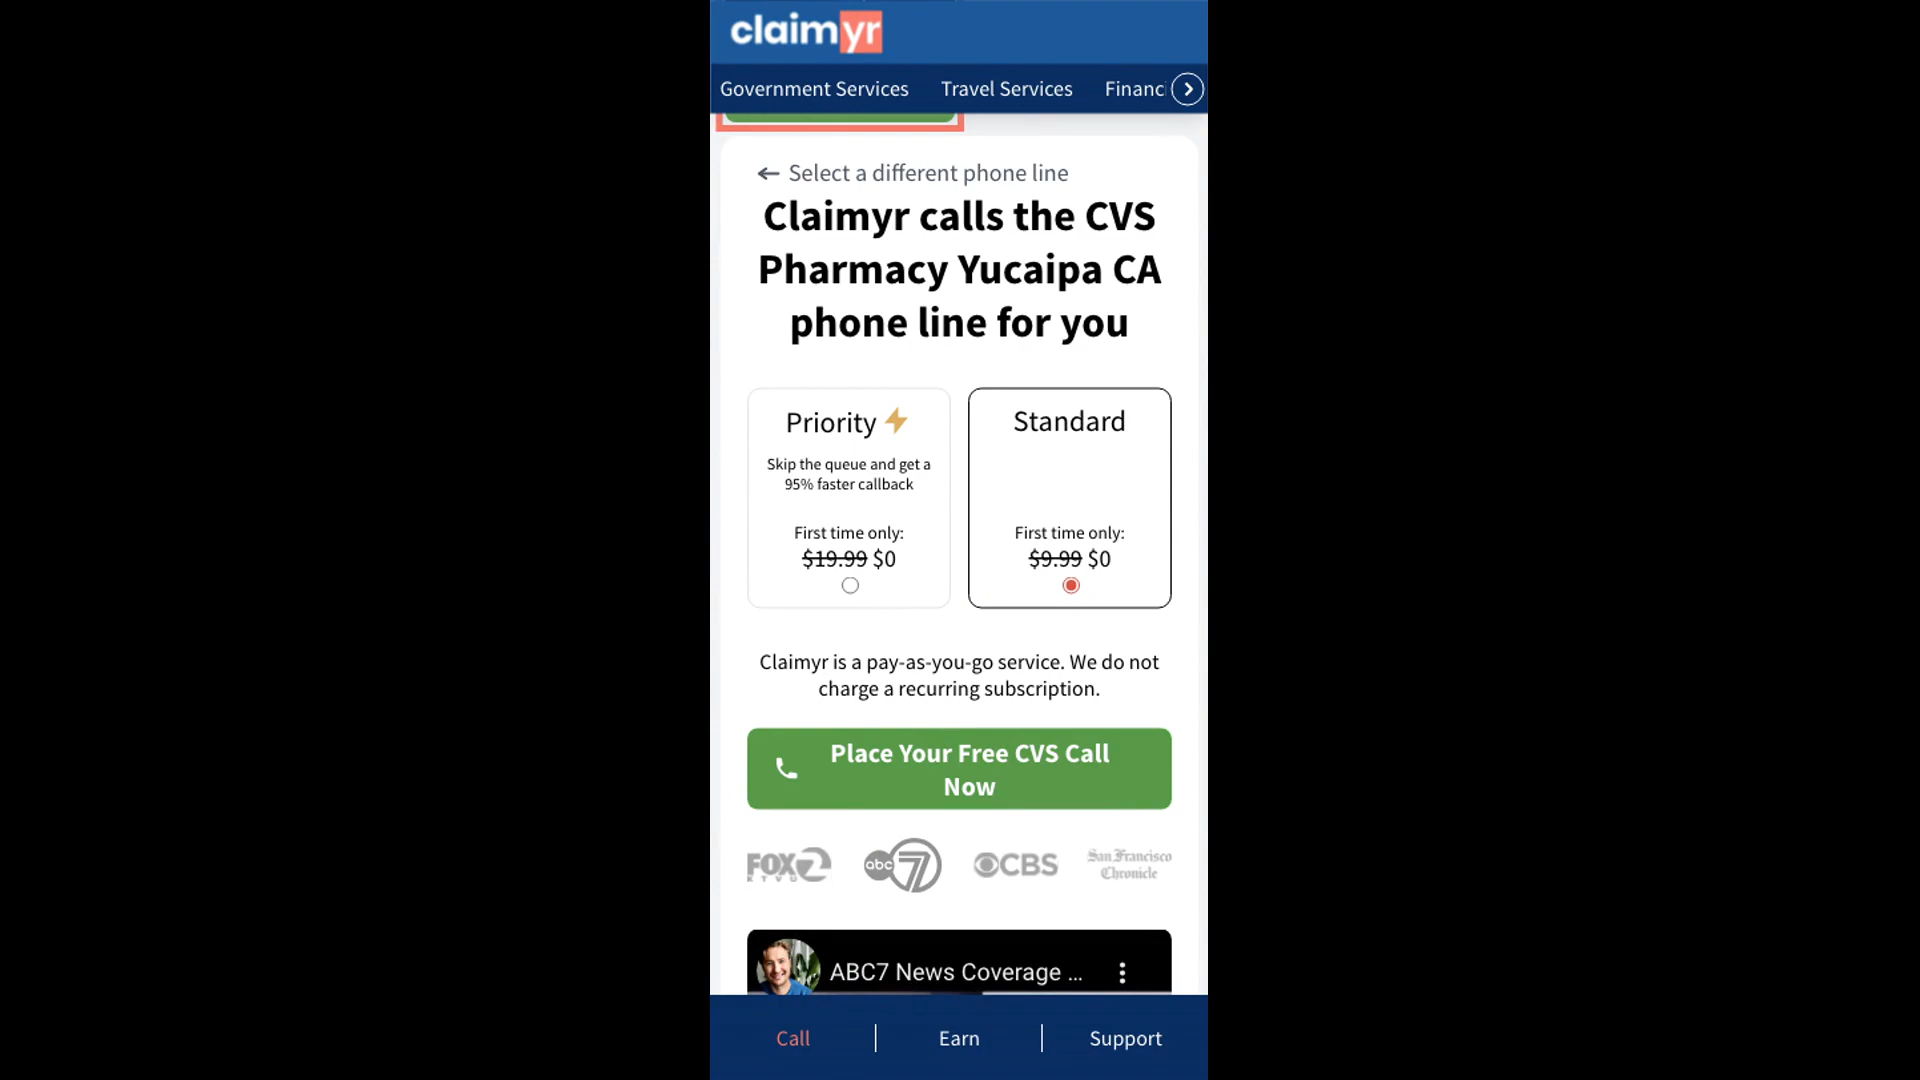 claimyr
Government Services Travel Services Financ
← Select a different phone line
Claimyr calls the CVS
Pharmacy Yucaipa CA
phone line for you
Priority
Skip the queue and get a
95% faster callback
First time only:
$19.99 $0
Standard
First time only:
$9.99 $0
Claimyr is a pay-as-you-go service. We do not
charge a recurring subscription.
Place Your Free CVS Call
Now
FOX 2
KTVU
abc 7
CBS
San Francisco
Chronicle
ABC7 News Coverage ...
Call Earn Support